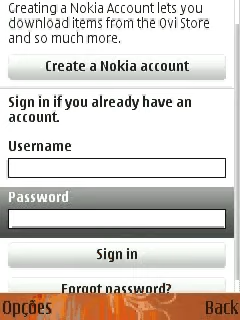 Creating a Nokia Account lets you
download items from the Ovi Store
and so much more.
Create a Nokia account
Sign in if you already have an
account.
Username
Password
Sign in
Forgot password?
Opções
Back